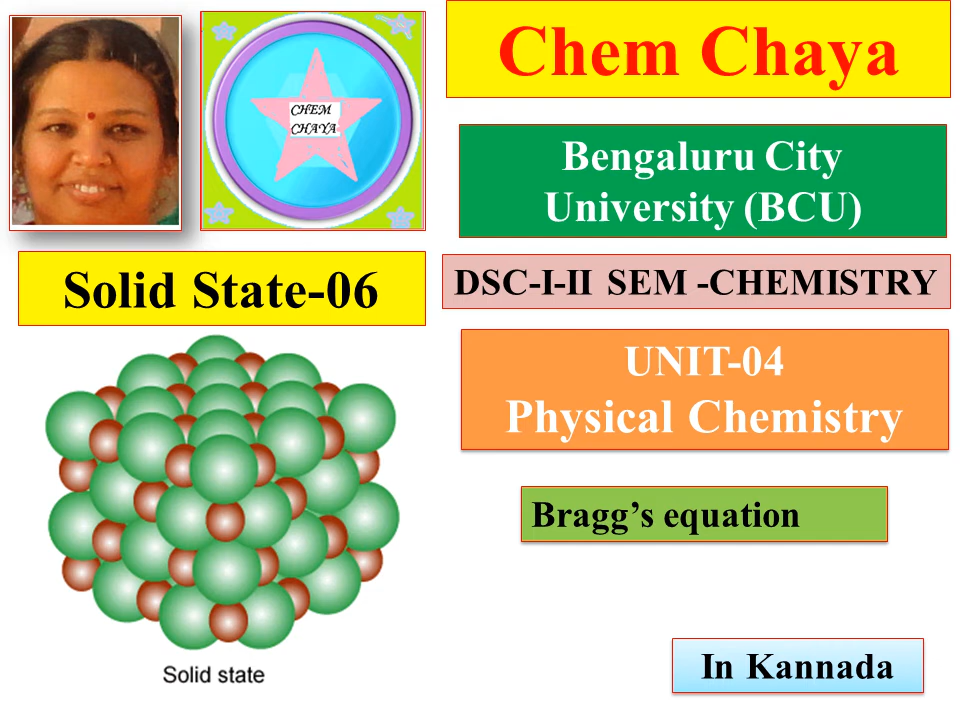 CHEM
CHAYA
Chem Chaya
Bengaluru City
University (BCU)
Solid State-06
DSC-I-II SEM -CHEMISTRY
UNIT-04
Physical Chemistry
Bragg’s equation
Solid state
In Kannada